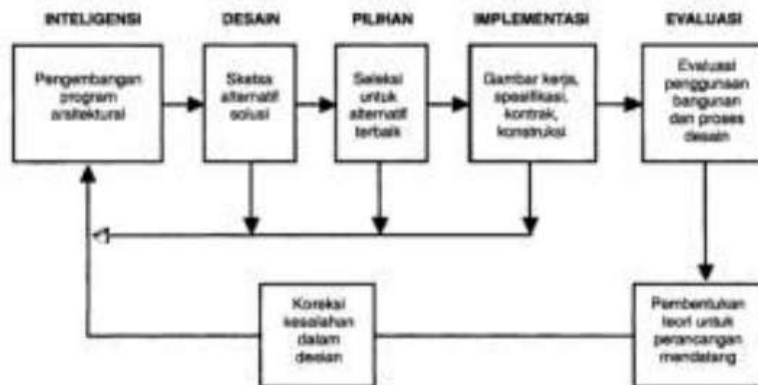 INTELIGENSI
DESAIN
PILIHAN
IMPLEMENTASI
EVALUASI
Pengembangan
program
arsitektural
Sketsa
alternatif
solusi
Seleksi
untuk
alternatif
terbaik
Gambar kerja,
spesifikasi,
kontrak,
konstruksi
Evaluasi
penggunaan
bangunan
dan proses
desain
Koreksi
kesalahan
dalam
desian
Pembentukan
teori untuk
perancangan
mendatang